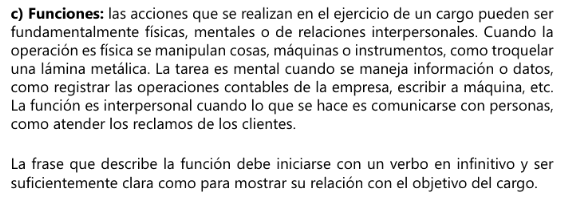 c) Funciones: las acciones que se realizan en el ejercicio de un cargo pueden ser
fundamentalmente físicas, mentales o de relaciones interpersonales. Cuando la
operación es física se manipulan cosas, máquinas o instrumentos, como troquelar
una lámina metálica. La tarea es mental cuando se maneja información o datos,
como registrar las operaciones contables de la empresa, escribir a máquina, etc.
La función es interpersonal cuando lo que se hace es comunicarse con personas,
como atender los reclamos de los clientes.
La frase que describe la función debe iniciarse con un verbo en infinitivo y ser
suficientemente clara como para mostrar su relación con el objetivo del cargo.